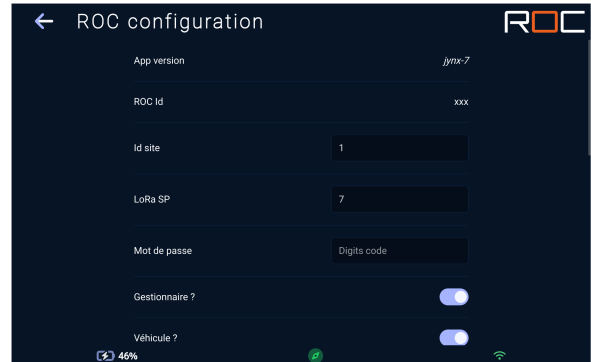 ROC configuration
ROC
App version
jynx-7
ROC Id
xxx
Id site
1
LoRa SP
7
Mot de passe
Digits code
Gestionnaire ?
Véhicule ?
46%